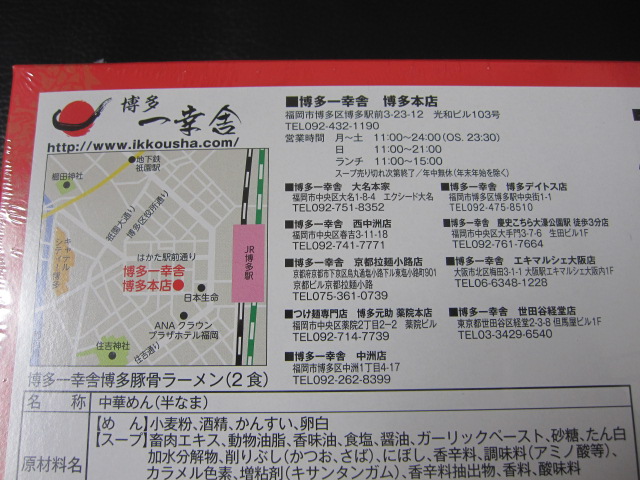 博多
一幸舎
http://www.ikkousha.com/
地下鉄
祇園駅
櫛田神社
祇園大通り
博多区役所通り
キャナル
シティー博多
はかた駅前通り
博多一幸舎
博多本店
JR
博多駅
日本生命
ANA クラウン
プラザホテル福岡
住吉神社
住吉通り
■博多一幸舎 博多本店
福岡市博多区博多駅前3-23-12 光和ビル103号
TEL092-432-1190
営業時間 月～土 11:00～24:00(OS. 23:30)
日 11:00～21:00
ランチ 11:00～15:00
スープ売り切れ次第終了／年中無休(年末年始を除く)
■博多一幸舎 大名本家
福岡市中央区大名1-8-4 エクシード大名
TEL092-751-8352
■博多一幸舎 博多デイトス店
福岡市博多区博多駅中央街1-1
TEL092-475-8510
■博多一幸舎 西中洲店
福岡市中央区春吉3-11-18
TEL092-741-7771
■博多一幸舎 慶史こちら大濠公園駅 徒歩3分店
福岡市中央区大手門3-7-6 生田ビル1F
TEL092-761-7664
■博多一幸舎 京都拉麺小路店
京都府京都市下京区烏丸通塩小路下ル東塩小路町901
京都ビル京都拉麺小路
TEL075-361-0739
■博多一幸舎 エキマルシェ大阪店
大阪市北区梅田3-1-1 大阪駅エキマルシェ大阪内1F
TEL06-6348-1228
■つけ麺専門店 博多元助 薬院本店
福岡市中央区薬院2丁目2-2 薬院ビル
TEL092-714-7739
■博多一幸舎 世田谷経堂店
東京都世田谷区経堂2-3-8 但馬屋ビル1F
TEL03-3429-6540
■博多一幸舎 中洲店
福岡市博多区中洲1丁目4-17
TEL092-262-8399
博多一幸舎博多豚骨ラーメン(2食)
名 称 中華めん(半なま)
原材料名
【めん】小麦粉、酒精、かんすい、卵白
【スープ】畜肉エキス、動物油脂、香味油、食塩、醤油、ガーリックペースト、砂糖、たん白
加水分解物、削りぶし(かつお、さば)、にぼし、香辛料、調味料(アミノ酸等)、
カラメル色素、増粘剤(キサンタンガム)、香辛料抽出物、香料、酸味料